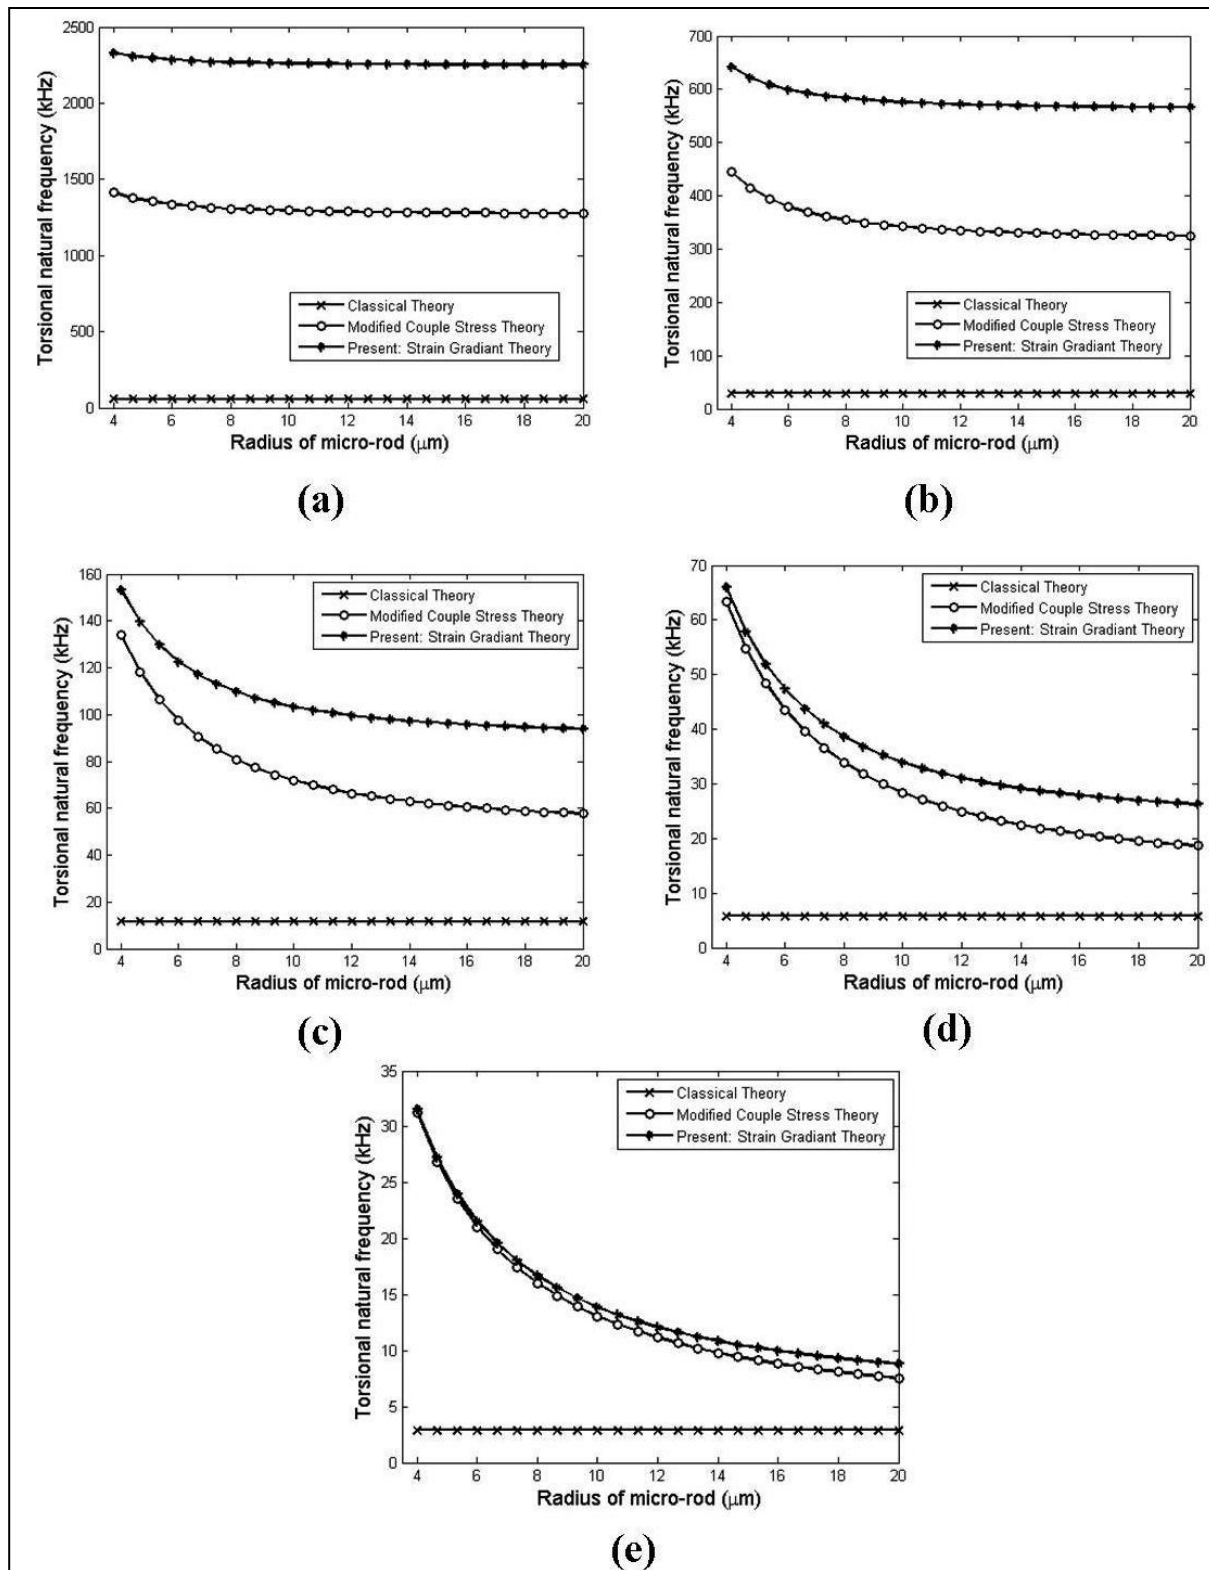 2500
2000
1500
1000
500
0
Torsional natural frequency (kHz)
Classical Theory
Modified Couple Stress Theory
Present: Strain Gradiant Theory
4 6 8 10 12 14 16 18 20
Radius of micro-rod (μm)
(a)
700
600
500
400
300
200
100
0
Torsional natural frequency (kHz)
Classical Theory
Modified Couple Stress Theory
Present: Strain Gradiant Theory
4 6 8 10 12 14 16 18 20
Radius of micro-rod (μm)
(b)
160
140
120
100
80
60
40
20
0
Torsional natural frequency (kHz)
Classical Theory
Modified Couple Stress Theory
Present: Strain Gradiant Theory
4 6 8 10 12 14 16 18 20
Radius of micro-rod (μm)
(c)
70
60
50
40
30
20
10
0
Torsional natural frequency (kHz)
Classical Theory
Modified Couple Stress Theory
Present: Strain Gradiant Theory
4 6 8 10 12 14 16 18 20
Radius of micro-rod (μm)
(d)
35
30
25
20
15
10
5
0
Torsional natural frequency (kHz)
Classical Theory
Modified Couple Stress Theory
Present: Strain Gradiant Theory
4 6 8 10 12 14 16 18 20
Radius of micro-rod (μm)
(e)